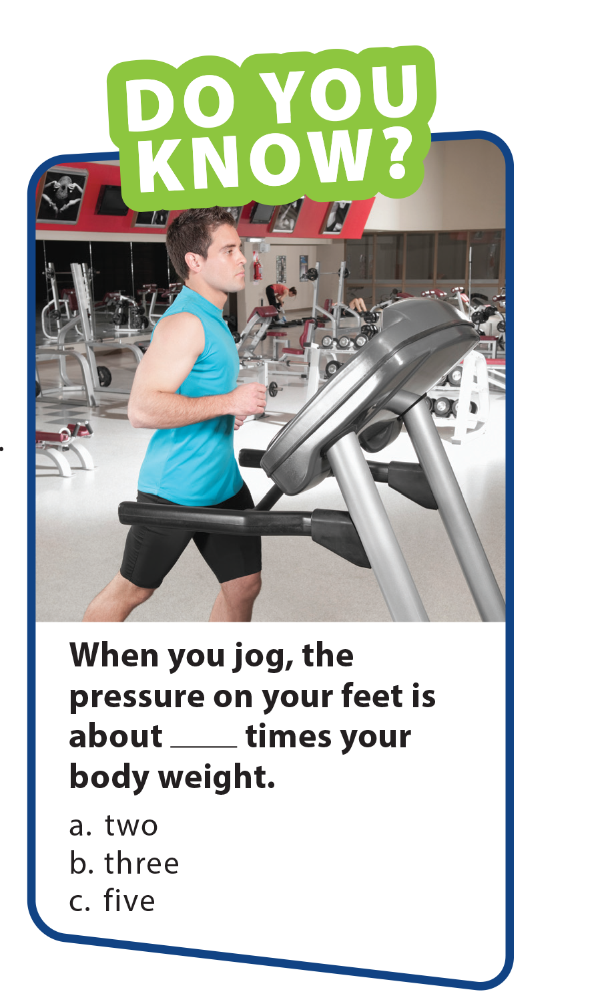 DO YOU
KNOW?
When you jog, the
pressure on your feet is
about ____ times your
body weight.
a. two
b. three
c. five